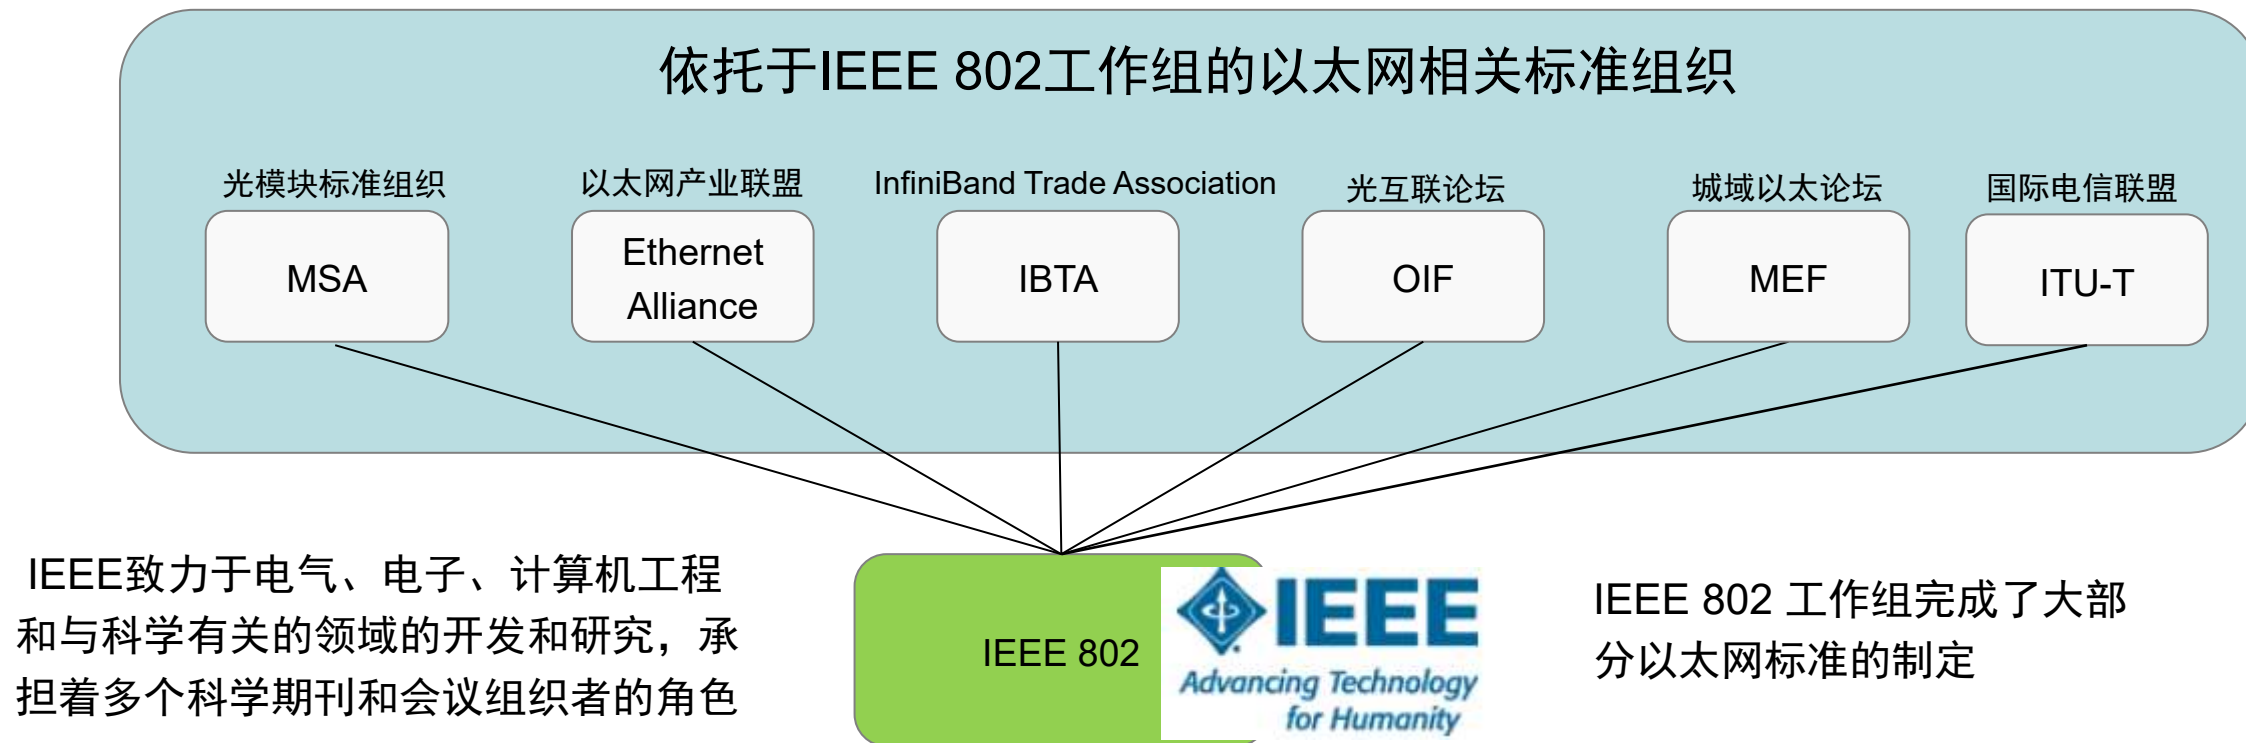 依托于IEEE 802工作组的以太网相关标准组织
光模块标准组织
以太网产业联盟
InfiniBand Trade Association
光互联论坛
城域以太论坛
国际电信联盟
MSA
Ethernet
Alliance
IBTA
OIF
MEF
ITU-T
IEEE致力于电气、电子、计算机工程
和与科学有关的领域的开发和研究，承
担着多个科学期刊和会议组织者的角色
IEEE 802
IEEE
Advancing Technology
for Humanity
IEEE 802 工作组完成了大部
分以太网标准的制定